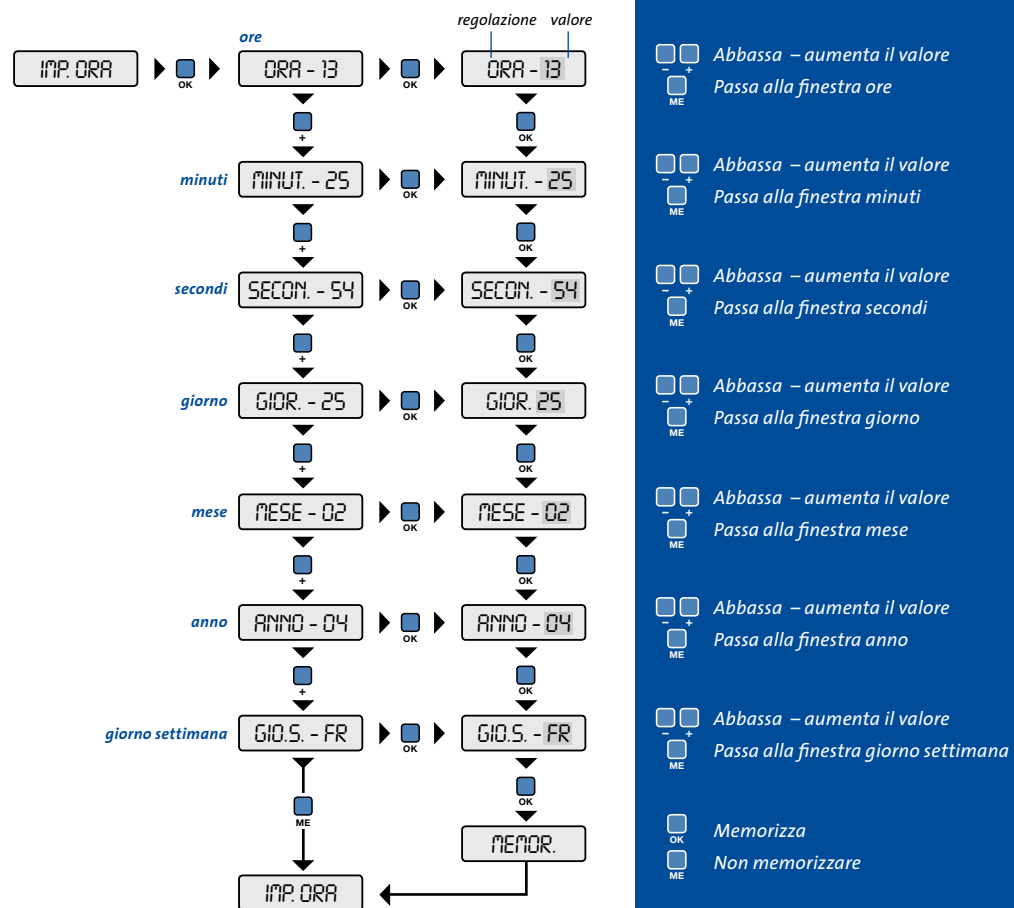 regolazione valore
ore
IMP. ORA OK ORA - 13 OK ORA - 13
+ OK
minuti MINUT. - 25 OK MINUT. - 25
+ OK
secondi SECON. - 54 OK SECON. - 54
+ OK
giorno GIOR. - 25 OK GIOR. 25
+ OK
mese MESE - 02 OK MESE - 02
+ OK
anno ANNO - 04 OK ANNO - 04
+ OK
giorno settimana GIO.S. - FR OK GIO.S. - FR
ME OK
MEMOR.
IMP. ORA
Abbassa – aumenta il valore
– +
Passa alla finestra ore
ME
Abbassa – aumenta il valore
– +
Passa alla finestra minuti
ME
Abbassa – aumenta il valore
– +
Passa alla finestra secondi
ME
Abbassa – aumenta il valore
– +
Passa alla finestra giorno
ME
Abbassa – aumenta il valore
– +
Passa alla finestra mese
ME
Abbassa – aumenta il valore
– +
Passa alla finestra anno
ME
Abbassa – aumenta il valore
– +
Passa alla finestra giorno settimana
ME
Memorizza
OK
Non memorizzare
ME